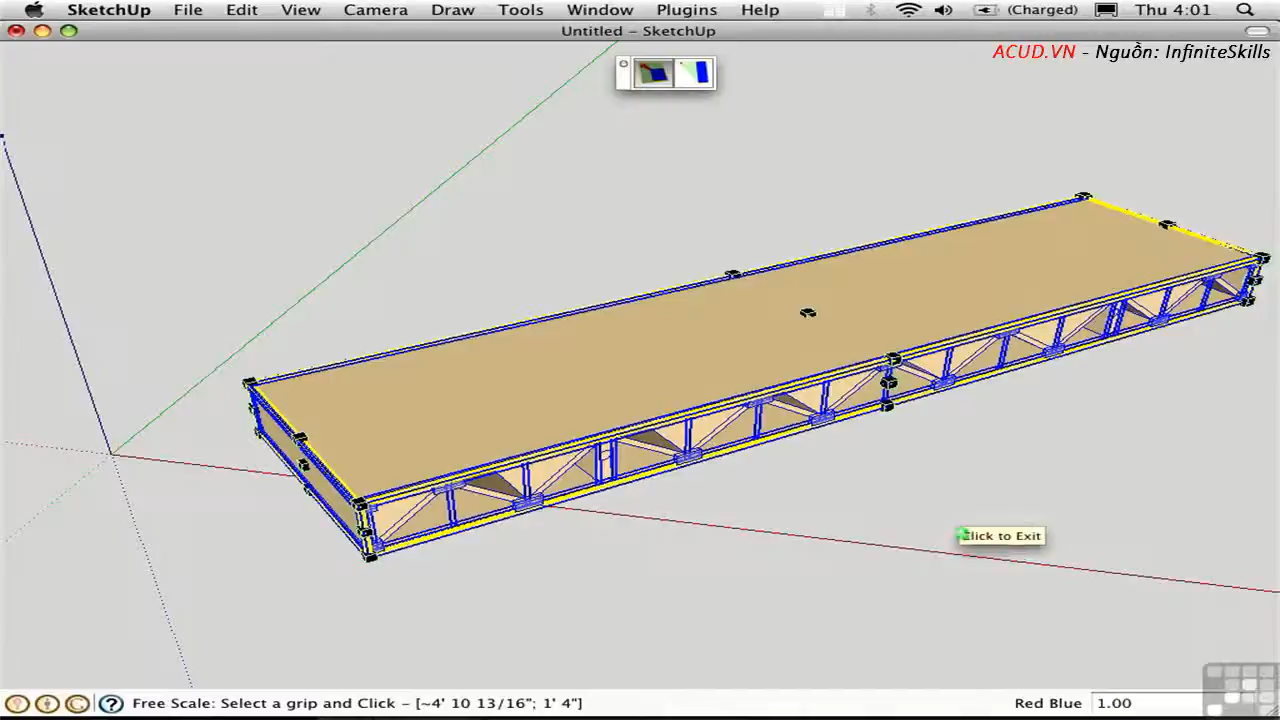 SketchUp File Edit View Camera Draw Tools Window Plugins Help (Charged) Thu 4:01
Untitled - SketchUp
ACUD.VN - Nguồn: InfiniteSkills
Click to Exit
Free Scale: Select a grip and Click - [~4' 10 13/16"; 1' 4"] Red Blue 1.00